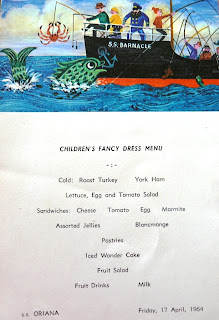 S.S. BARNACLE
CHILDREN'S FANCY DRESS MENU
- : -
Cold: Roast Turkey York Ham
Lettuce, Egg and Tomato Salad
Sandwiches: Cheese Tomato Egg Marmite
Assorted Jellies Blancmange
Pastries
Iced Wonder Cake
Fruit Salad
Fruit Drinks Milk
s.s. ORIANA Friday, 17 April, 1964